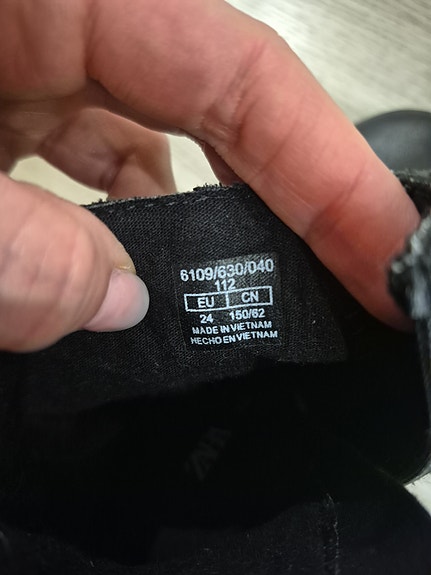 6109/630/040
112
EU CN
24 150/62
MADE IN VIETNAM
HECHO EN VIETNAM